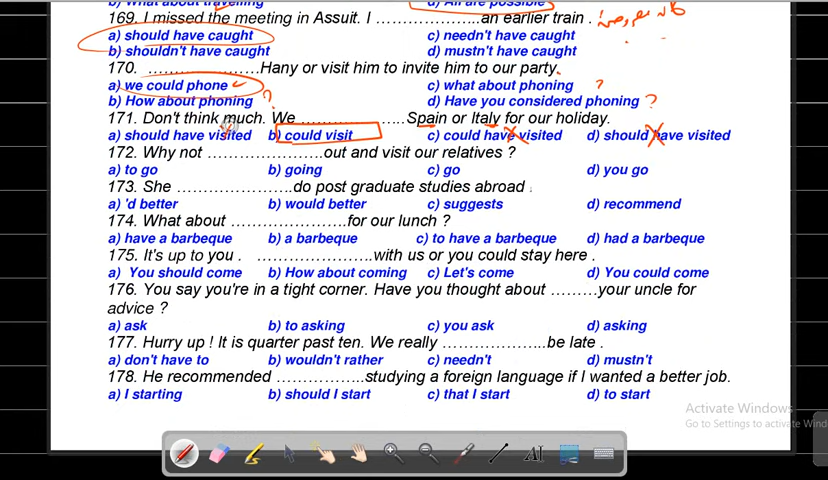 b) What about travelling d) All are possible
169. I missed the meeting in Assuit. I ………………….an earlier train .
a) should have caught c) needn't have caught
b) shouldn't have caught d) mustn't have caught
170. ………………….Hany or visit him to invite him to our party.
a) we could phone c) what about phoning ?
b) How about phoning ? d) Have you considered phoning ?
171. Don't think much. We ………………….Spain or Italy for our holiday.
a) should have visited b) could visit c) could have visited d) should have visited
172. Why not ………………….out and visit our relatives ?
a) to go b) going c) go d) you go
173. She ………………….do post graduate studies abroad .
a) 'd better b) would better c) suggests d) recommend
174. What about ………………….for our lunch ?
a) have a barbeque b) a barbeque c) to have a barbeque d) had a barbeque
175. It's up to you . ………………….with us or you could stay here .
a) You should come b) How about coming c) Let's come d) You could come
176. You say you're in a tight corner. Have you thought about ………your uncle for
advice ?
a) ask b) to asking c) you ask d) asking
177. Hurry up ! It is quarter past ten. We really ………………..be late .
a) don't have to b) wouldn't rather c) needn't d) mustn't
178. He recommended ………………..studying a foreign language if I wanted a better job.
a) I starting b) should I start c) that I start d) to start
Activate Windows
Go to Settings to activate Wind
AI